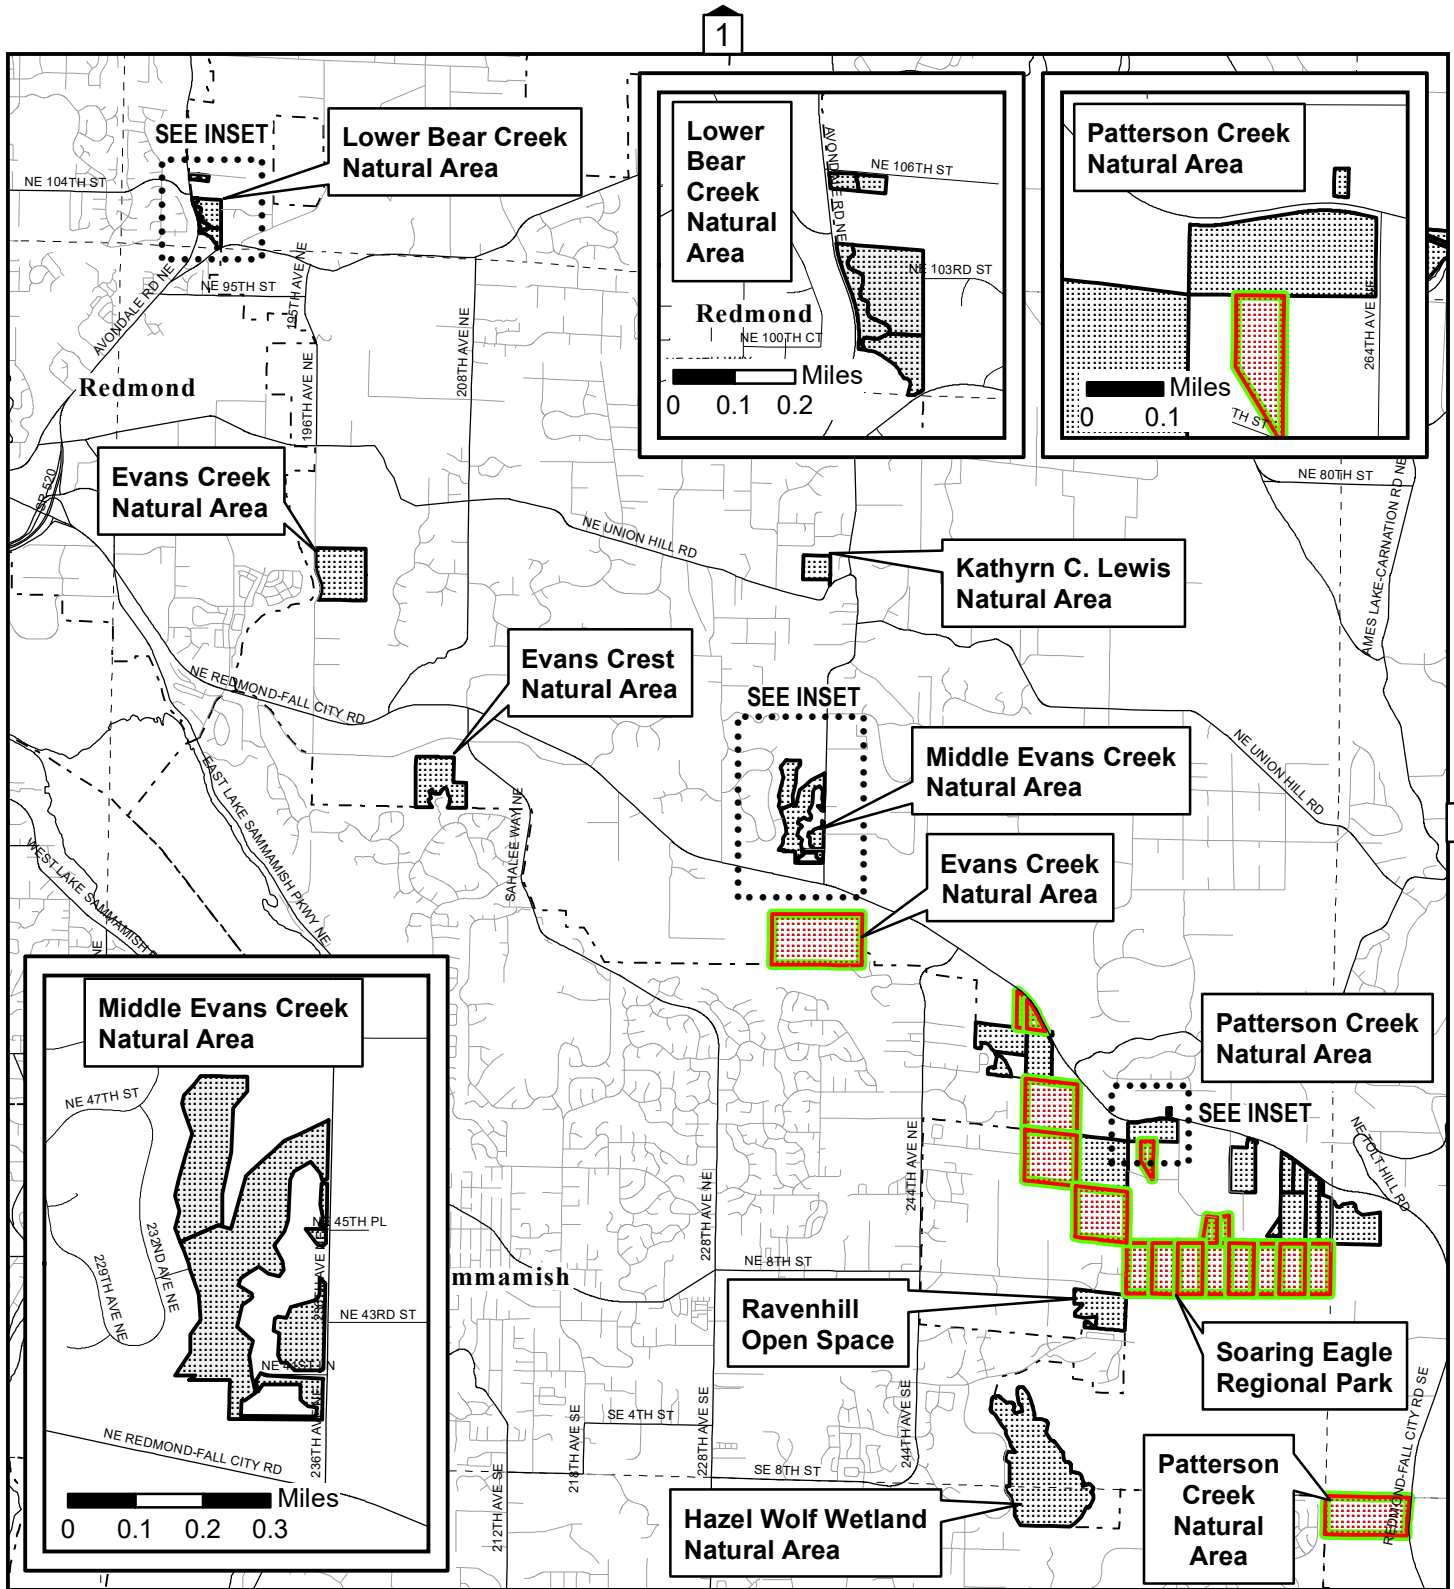 1
SEE INSET
Lower Bear Creek
Natural Area
NE 104TH ST
AVONDALE RD NE
NE 95TH ST
195TH AVE NE
196TH AVE NE
208TH AVE NE
Redmond
SR 520
Lower
Bear
Creek
Natural
Area
AVONDALE RD NE
NE 106TH ST
NE 103RD ST
Redmond
NE 100TH CT
Miles
0 0.1 0.2
Patterson Creek
Natural Area
264TH AVE NE
Miles
0 0.1
TH ST
NE 80TH ST
AMES LAKE-CARNATION RD NE
Evans Creek
Natural Area
NE UNION HILL RD
Kathyrn C. Lewis
Natural Area
Evans Crest
Natural Area
NE REDMOND-FALL CITY RD
SEE INSET
Middle Evans Creek
Natural Area
NE UNION HILL RD
EAST LAKE SAMMAMISH PKWY NE
SAHALEE WAY NE
WEST LAKE SAMMAMISH P
NE
Evans Creek
Natural Area
Middle Evans Creek
Natural Area
NE 47TH ST
232ND AVE NE
229TH AVE NE
NE 45TH PL
236TH AVE NE
NE 43RD ST
NE 41ST LN
236TH AVE NE
NE REDMOND-FALL CITY RD
Miles
0 0.1 0.2 0.3
Patterson Creek
Natural Area
SEE INSET
NE TOLT HILL RD
244TH AVE NE
228TH AVE NE
NE 8TH ST
mmamish
Ravenhill
Open Space
Soaring Eagle
Regional Park
SE 4TH ST
218TH AVE SE
228TH AVE SE
244TH AVE SE
SE 8TH ST
212TH AVE SE
Hazel Wolf Wetland
Natural Area
Patterson
Creek
Natural
Area
REDMOND-FALL CITY RD SE